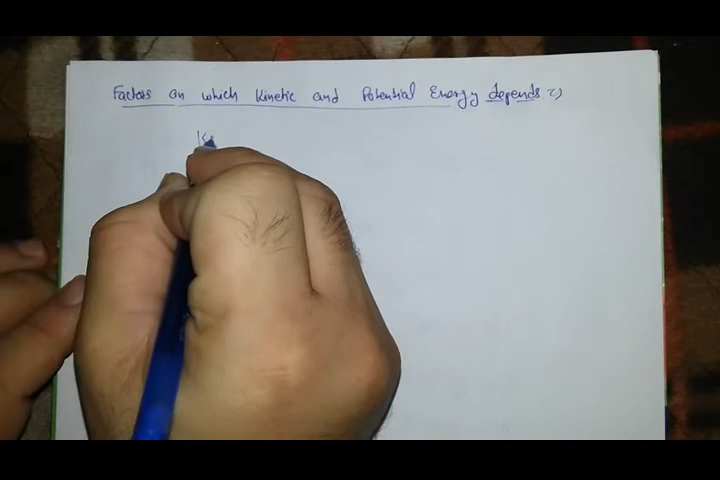 Factors on which Kinetic and Potential Energy depends :
K